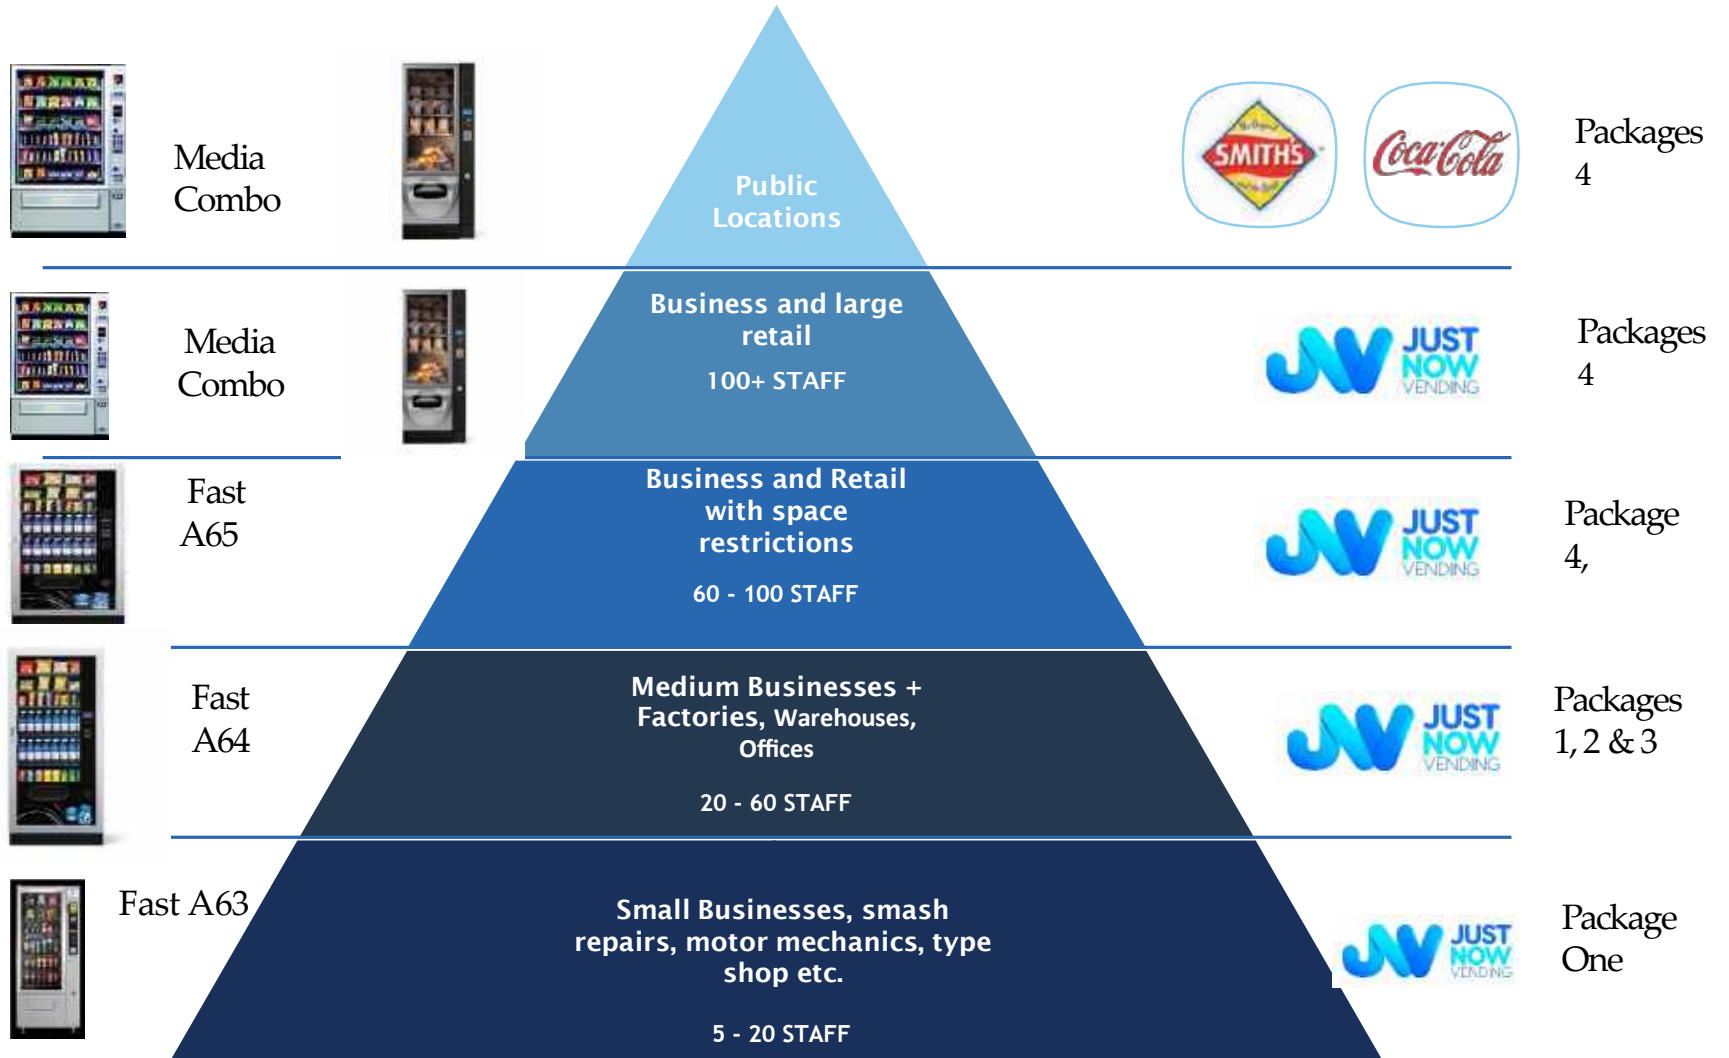 Media
Combo
Public
Locations
SMITH'S
Coca-Cola
Packages
4
Media
Combo
Business and large
retail
100+ STAFF
JUST
NOW
VENDING
Packages
4
Fast
A65
Business and Retail
with space
restrictions
60 - 100 STAFF
JUST
NOW
VENDING
Package
4,
Fast
A64
Medium Businesses +
Factories, Warehouses,
Offices
20 - 60 STAFF
JUST
NOW
VENDING
Packages
1, 2 & 3
Fast A63
Small Businesses, smash
repairs, motor mechanics, type
shop etc.
5 - 20 STAFF
JUST
NOW
VENDING
Package
One